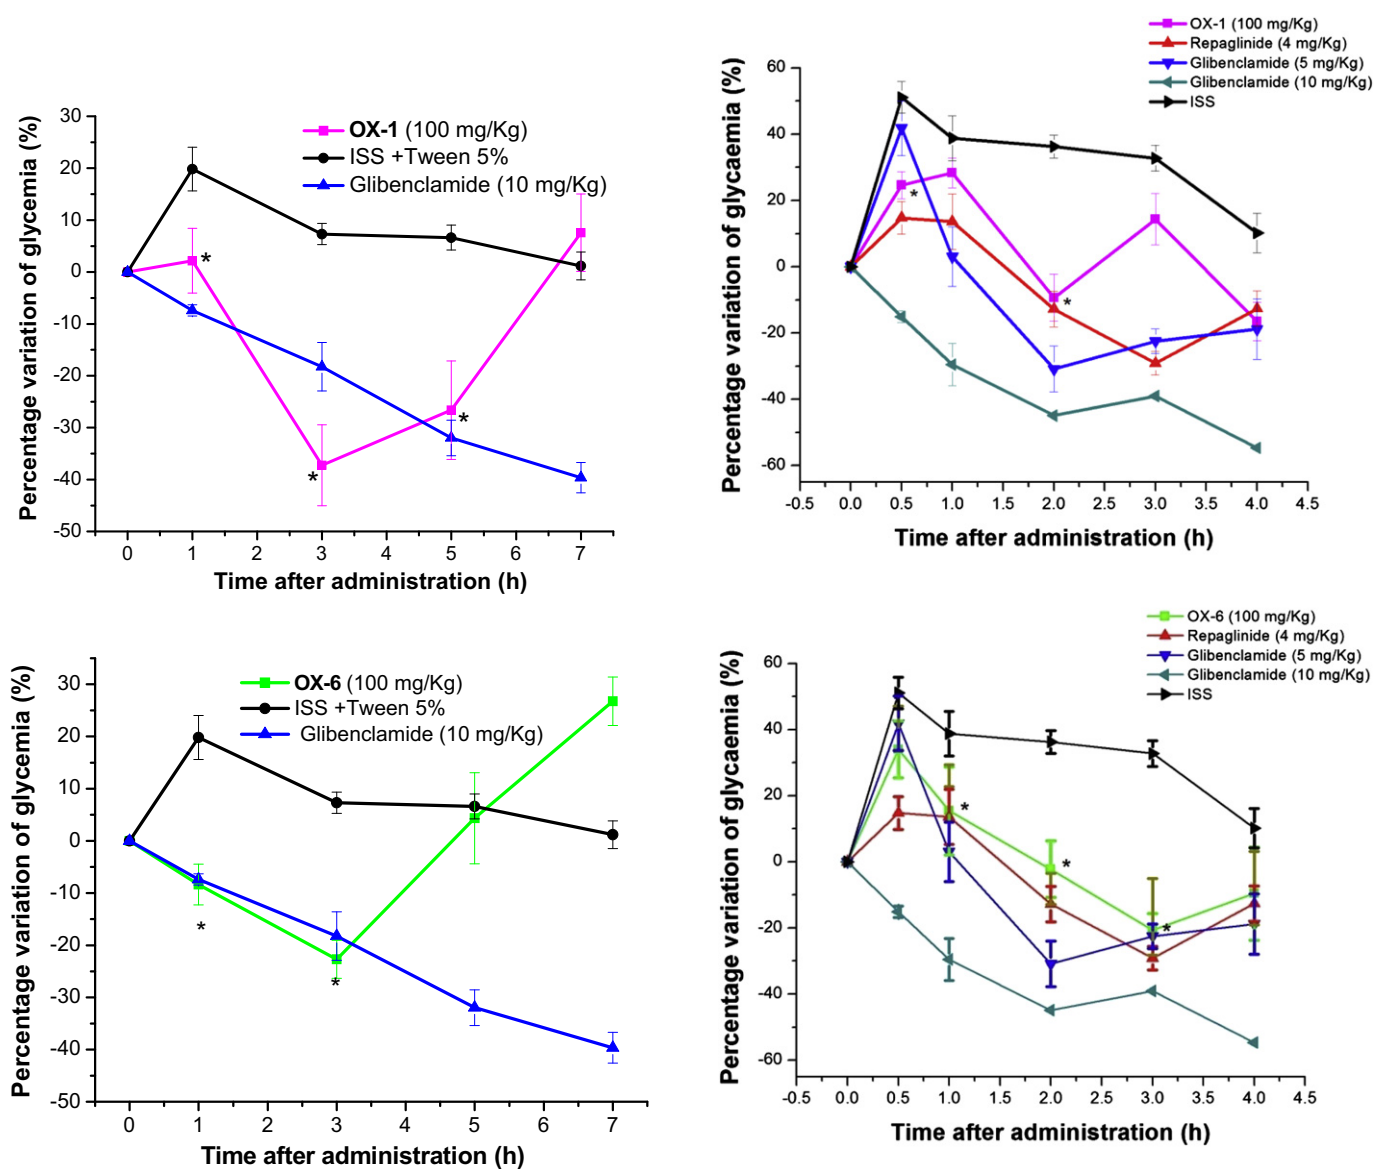 Percentage variation of glycemia (%)
30
20
10
0
-10
-20
-30
-40
-50
OX-1 (100 mg/Kg)
ISS +Tween 5%
Glibenclamide (10 mg/Kg)
*
*
*
0 1 2 3 4 5 6 7
Time after administration (h)
OX-1 (100 mg/Kg)
Repaglinide (4 mg/Kg)
Glibenclamide (5 mg/Kg)
Glibenclamide (10 mg/Kg)
ISS
Percentage variation of glycaemia (%)
60
40
20
0
-20
-40
-60
*
*
-0.5 0.0 0.5 1.0 1.5 2.0 2.5 3.0 3.5 4.0 4.5
Time after administration (h)
Percentage variation of glycemia (%)
30
20
10
0
-10
-20
-30
-40
-50
OX-6 (100 mg/Kg)
ISS +Tween 5%
Glibenclamide (10 mg/Kg)
*
*
0 1 2 3 4 5 6 7
Time after administration (h)
OX-6 (100 mg/Kg)
Repaglinide (4 mg/Kg)
Glibenclamide (5 mg/Kg)
Glibenclamide (10 mg/Kg)
ISS
Percentage variation of glycaemia (%)
60
40
20
0
-20
-40
-60
*
*
*
-0.5 0.0 0.5 1.0 1.5 2.0 2.5 3.0 3.5 4.0 4.5
Time after administration (h)